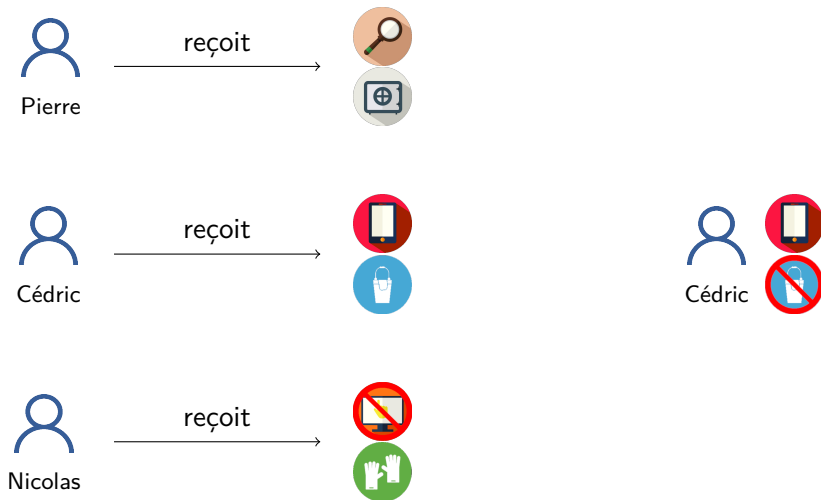 reçoit
Pierre
reçoit
Cédric
Cédric
reçoit
Nicolas